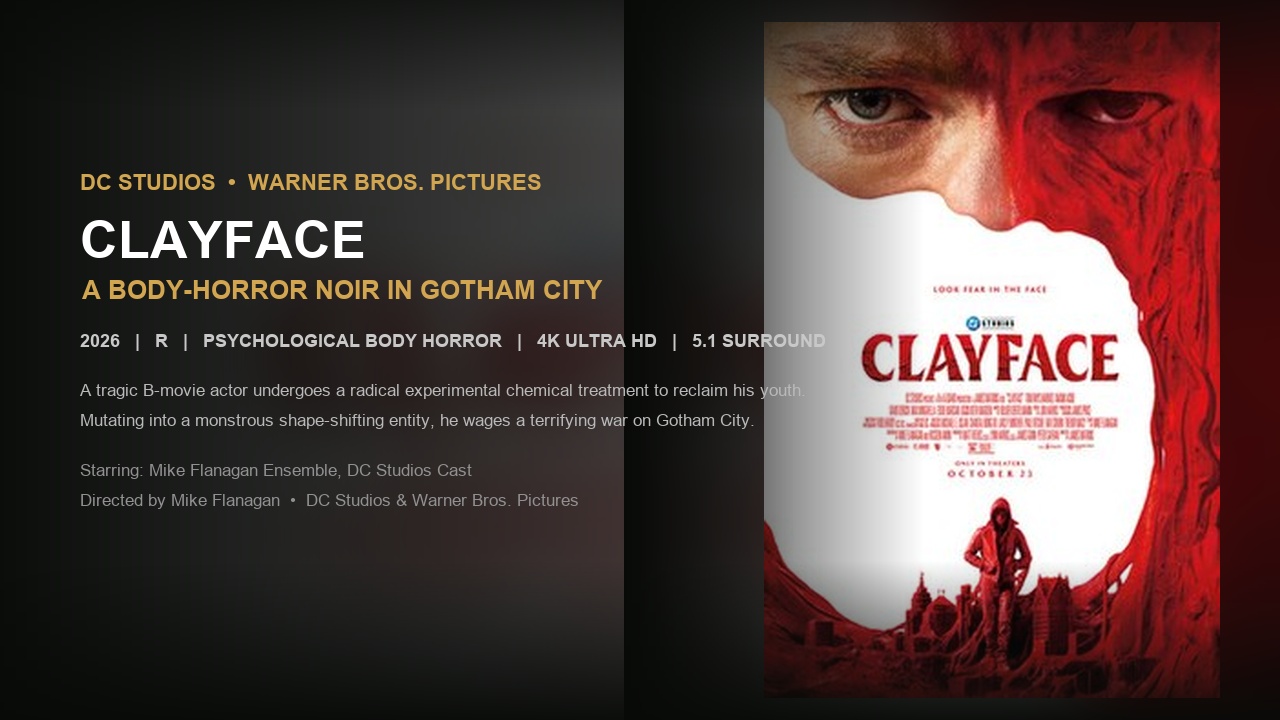 DC STUDIOS • WARNER BROS. PICTURES
CLAYFACE
A BODY-HORROR NOIR IN GOTHAM CITY
2026 | R | PSYCHOLOGICAL BODY HORROR | 4K ULTRA HD | 5.1 SURROUND
A tragic B-movie actor undergoes a radical experimental chemical treatment to reclaim his youth.
Mutating into a monstrous shape-shifting entity, he wages a terrifying war on Gotham City.
Starring: Mike Flanagan Ensemble, DC Studios Cast
Directed by Mike Flanagan • DC Studios & Warner Bros. Pictures
LOOK FEAR IN THE FACE
STUDIOS
CLAYFACE
ONLY IN THEATERS
OCTOBER 23